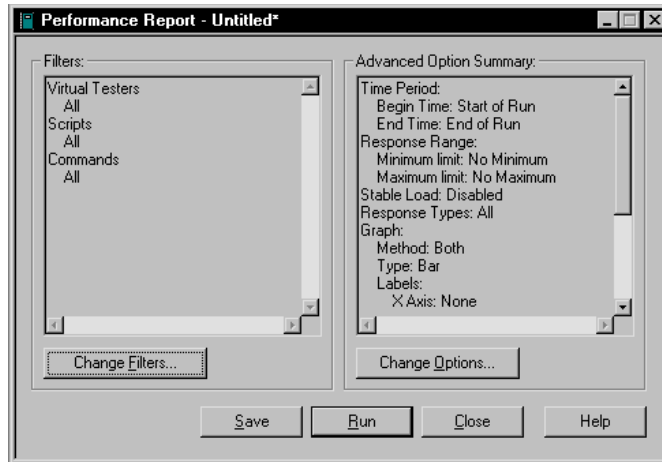 Performance Report - Untitled*
Filters:
Virtual Testers
All
Scripts
All
Commands
All
Change Filters...
Advanced Option Summary:
Time Period:
Begin Time: Start of Run
End Time: End of Run
Response Range:
Minimum limit: No Minimum
Maximum limit: No Maximum
Stable Load: Disabled
Response Types: All
Graph:
Method: Both
Type: Bar
Labels:
X Axis: None
Change Options...
Save
Run
Close
Help